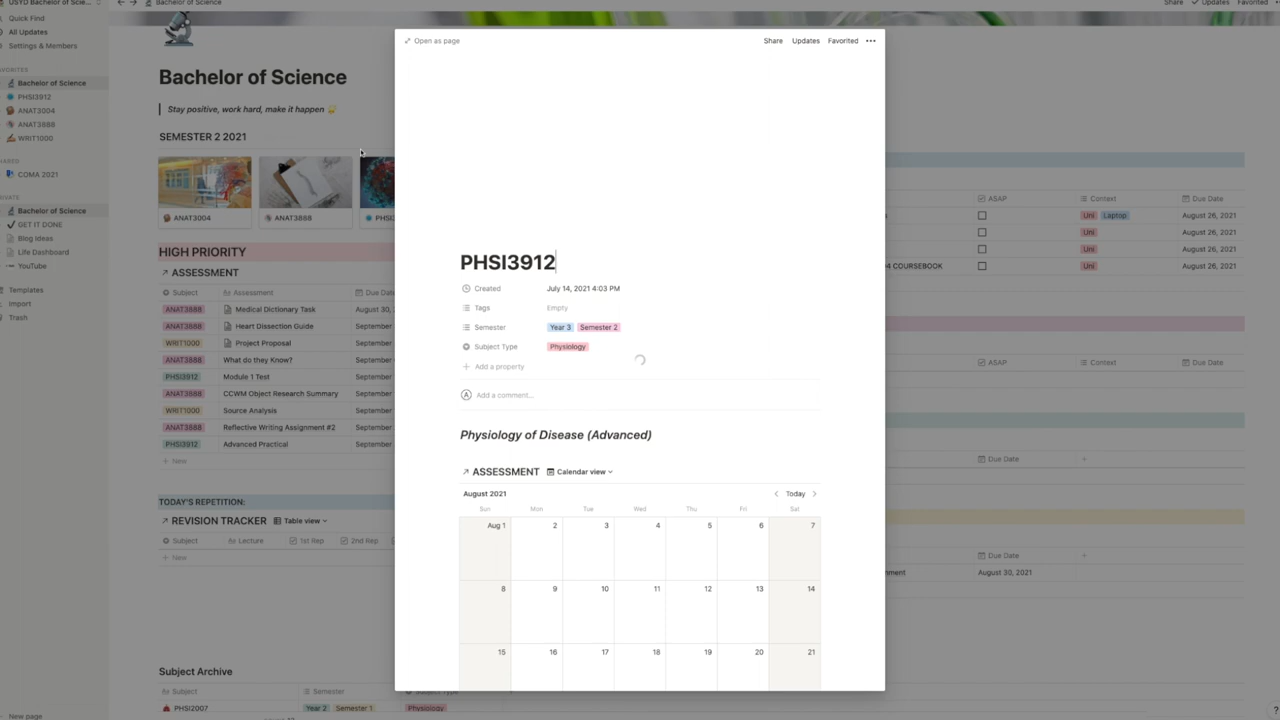 USYD Bachelor of Scie...
Quick Find
All Updates
Settings & Members
Bachelor of Science
PHSI3912
ANAT3004
ANAT3888
WRIT1000
COMA 2021
Bachelor of Science
GET IT DONE
Blog Ideas
Life Dashboard
YouTube
Templates
Import
Trash
New page
Bachelor of Science
Share
Updates
Favorited
Bachelor of Science
Stay positive, work hard, make it happen
SEMESTER 2 2021
ANAT3004
ANAT3888
PHSI
HIGH PRIORITY
ASSESSMENT
Subject Assessment Due Dat
ANAT3888 Medical Dictionary Task August 30,
ANAT3888 Heart Dissection Guide September
WRIT1000 Project Proposal September
ANAT3888 What do they Know? September
PHSI3912 Module 1 Test September
ANAT3888 CCWM Object Research Summary September
WRIT1000 Source Analysis September
ANAT3888 Reflective Writing Assignment #2 September
PHSI3912 Advanced Practical September
+ New
TODAY'S REPETITION:
REVISION TRACKER Table view
Subject Lecture 1st Rep 2nd Rep
+ New
Subject Archive
Subject Semester Subject Type
PHSI2007 Year 2 Semester 1 Physiology
Open as page
Share Updates Favorited •••
PHSI3912
Created July 14, 2021 4:03 PM
Tags Empty
Semester Year 3 Semester 2
Subject Type Physiology
+ Add a property
A Add a comment...
Physiology of Disease (Advanced)
ASSESSMENT Calendar view
August 2021 Today
Sun Mon Tue Wed Thu Fri Sat
Aug 1 2 3 4 5 6 7
8 9 10 11 12 13 14
15 16 17 18 19 20 21
ASAP Context Due Date
Uni Laptop August 26, 2021
Uni August 26, 2021
Uni August 26, 2021
COURSEBOOK Uni August 26, 2021
ASAP Context Due Date
Due Date +
Due Date +
August 30, 2021
?